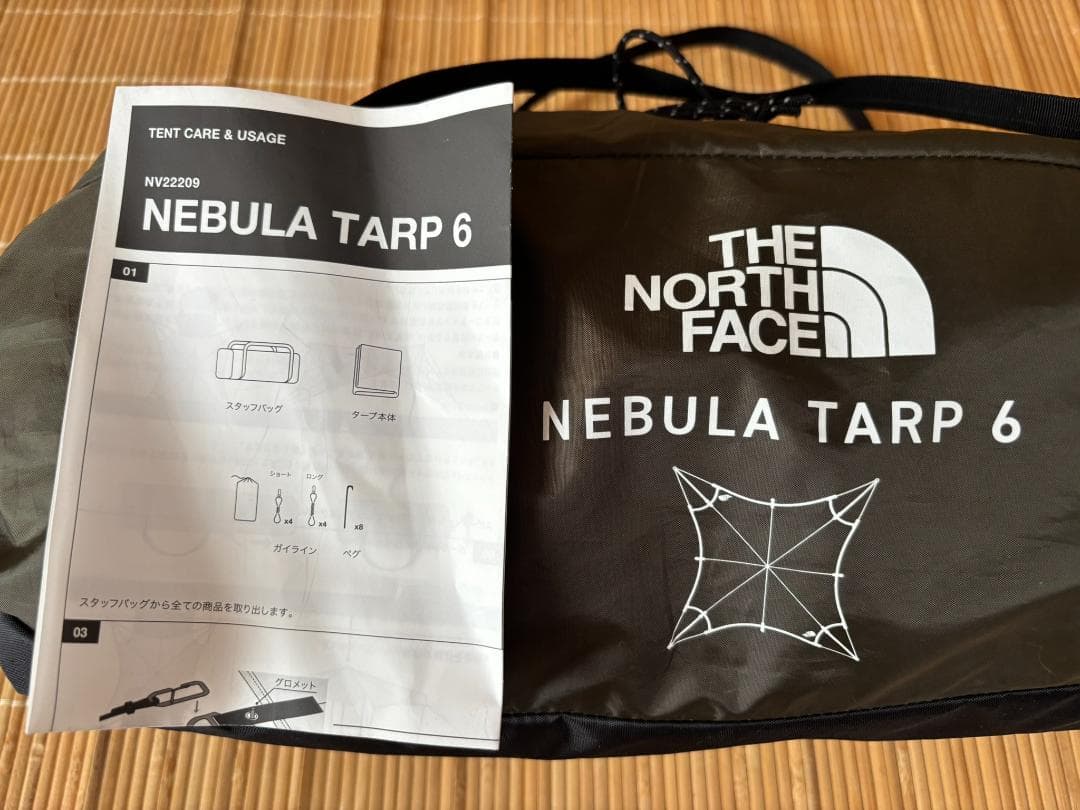 TENT CARE & USAGE
NV22209
NEBULA TARP 6
01
スタッフバッグ
タープ本体
ショート
ロング
x4
x4
x8
ガイライン
ペグ
スタッフバッグから全ての商品を取り出します。
03
グロメット
THE
NORTH
FACE
NEBULA TARP 6